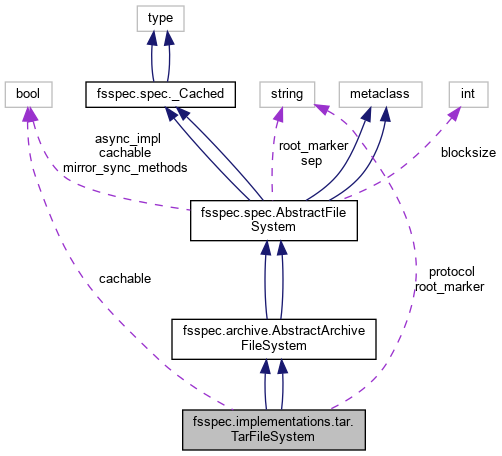 type
bool
fsspec.spec._Cached
string
metaclass
int
async_impl
cachable
mirror_sync_methods
root_marker
sep
blocksize
fsspec.spec.AbstractFile
System
cachable
protocol
root_marker
fsspec.archive.AbstractArchive
FileSystem
fsspec.implementations.tar.
TarFileSystem